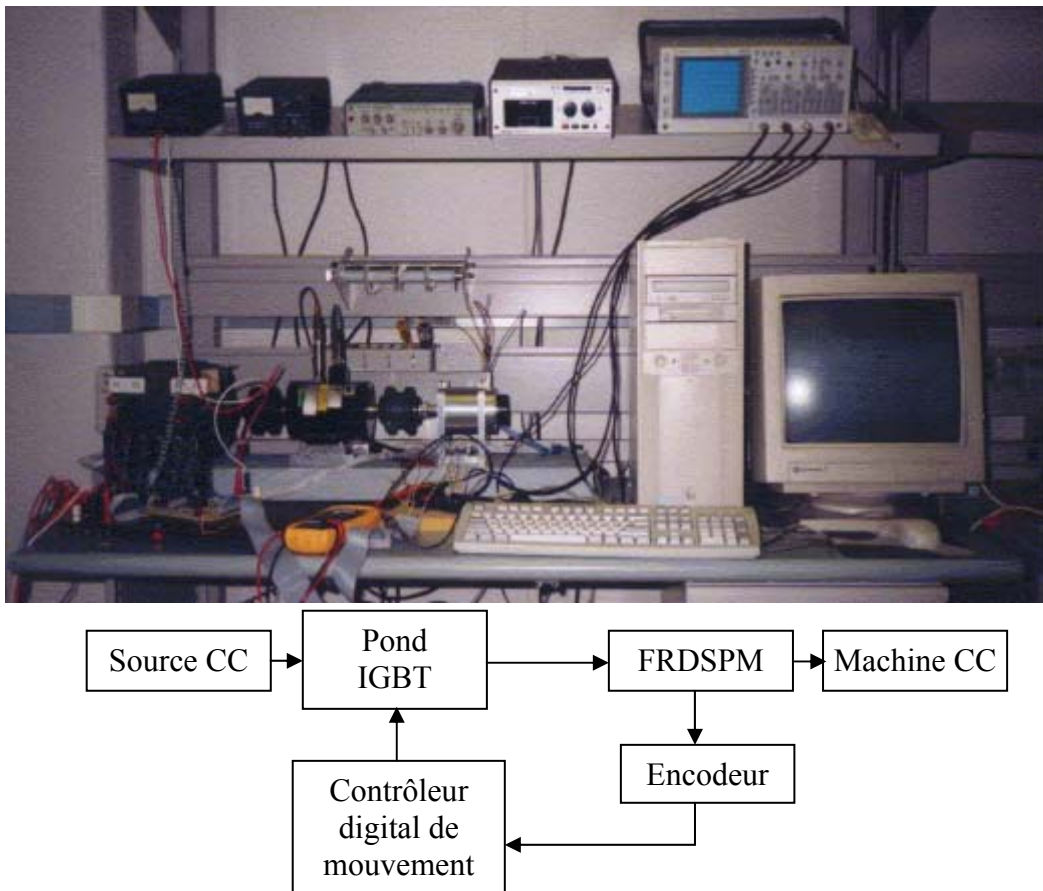 Source CC
Pond
IGBT
FRDSPM
Machine CC
Encodeur
Contrôleur
digital de
mouvement